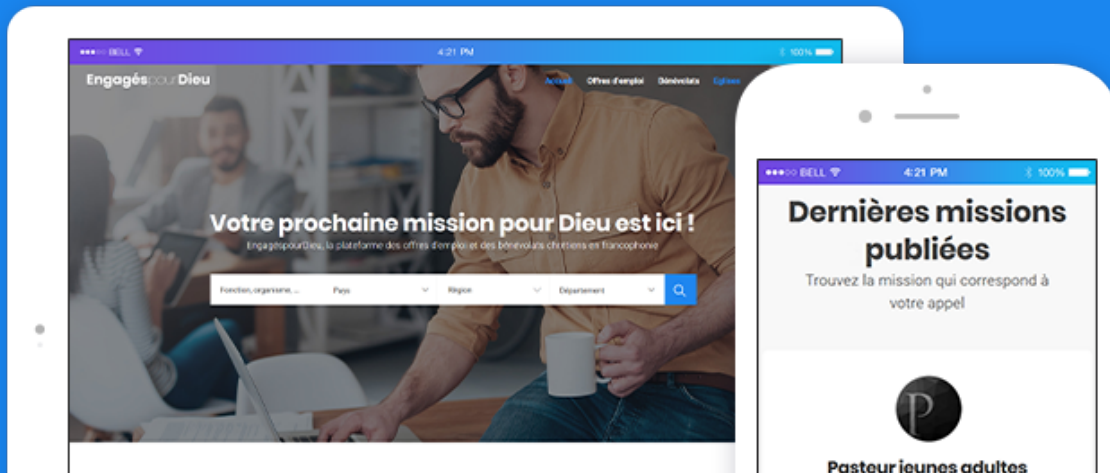 BELL 4:21 PM 100%
EngagéspourDieu
Accueil Offres d'emploi Bénévolats Eglises
Votre prochaine mission pour Dieu est ici !
EngagéspourDieu, la plateforme des offres d'emploi et des bénévolats chrétiens en francophonie
Fonction, organisme, ... Pays Région Département
BELL 4:21 PM 100%
Dernières missions
publiées
Trouvez la mission qui correspond à
votre appel
P
Pasteur jeunes adultes